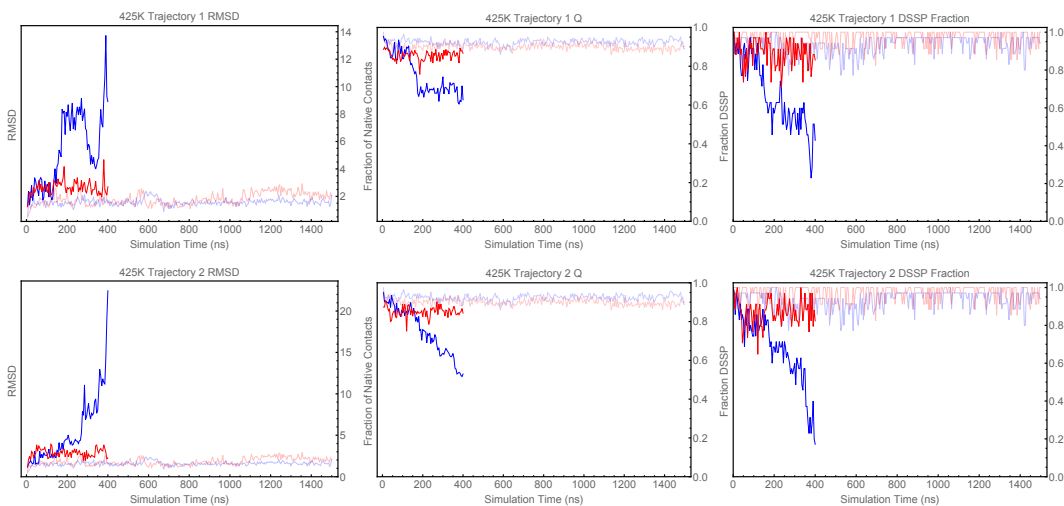 425K Trajectory 1 RMSD
RMSD
14
12
10
8
6
4
2
0 200 400 600 800 1000 1200 1400
Simulation Time (ns)
425K Trajectory 1 Q
Fraction of Native Contacts
1.0
0.8
0.6
0.4
0.2
0.0
0 200 400 600 800 1000 1200 1400
Simulation Time (ns)
425K Trajectory 1 DSSP Fraction
Fraction DSSP
1.0
0.8
0.6
0.4
0.2
0.0
0 200 400 600 800 1000 1200 1400
Simulation Time (ns)
425K Trajectory 2 RMSD
RMSD
20
15
10
5
0
0 200 400 600 800 1000 1200 1400
Simulation Time (ns)
425K Trajectory 2 Q
Fraction of Native Contacts
1.0
0.8
0.6
0.4
0.2
0.0
0 200 400 600 800 1000 1200 1400
Simulation Time (ns)
425K Trajectory 2 DSSP Fraction
Fraction DSSP
1.0
0.8
0.6
0.4
0.2
0.0
0 200 400 600 800 1000 1200 1400
Simulation Time (ns)